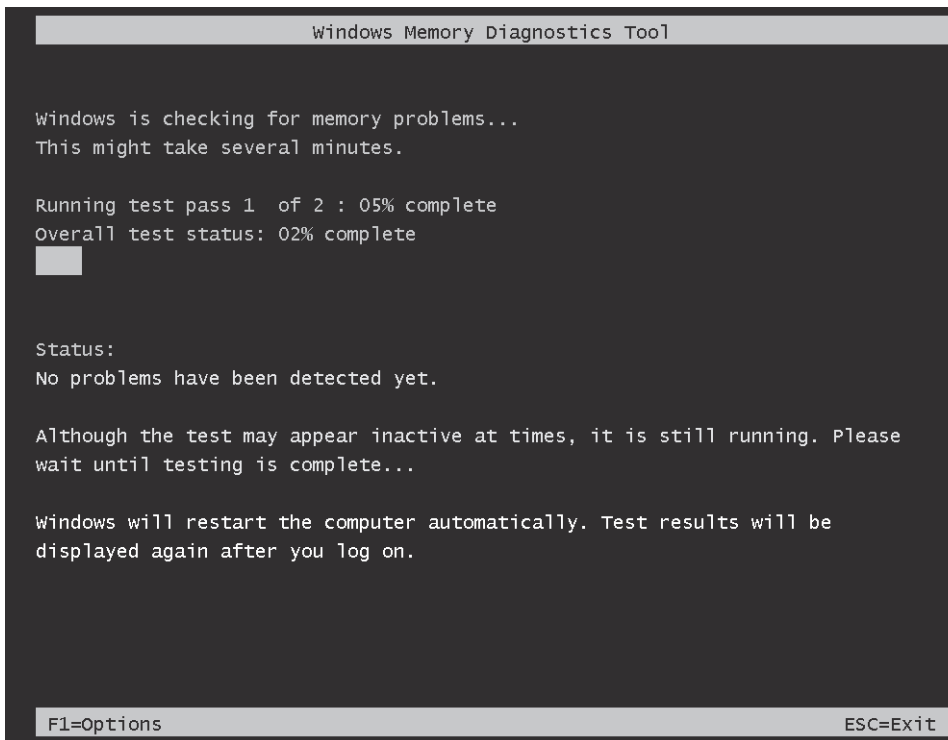 Windows Memory Diagnostics Tool
Windows is checking for memory problems...
This might take several minutes.
Running test pass 1  of 2 : 05% complete
Overall test status: 02% complete
Status:
No problems have been detected yet.
Although the test may appear inactive at times, it is still running. Please
wait until testing is complete...
Windows will restart the computer automatically. Test results will be
displayed again after you log on.
F1=Options ESC=Exit